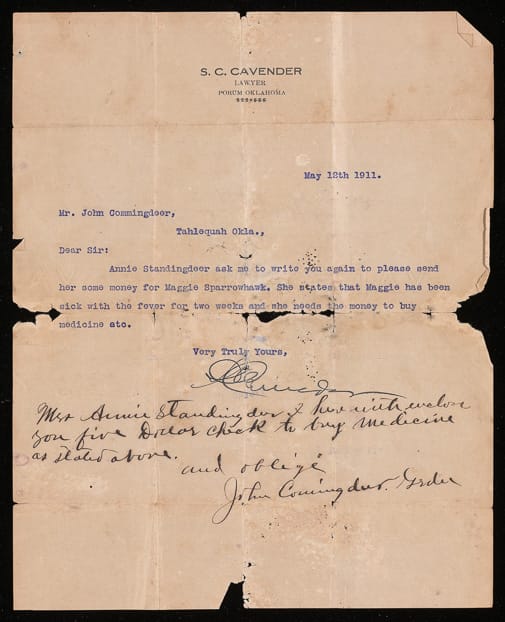 S. C. CAVENDER
LAWYER
PORUM OKLAHOMA
May 12th 1911.
Mr. John Commingdeer,
Tahlequah Okla.,
Dear Sir:
Annie Standingdeer ask me to write you again to please send
her some money for Maggie Sparrowhawk. She states that Maggie has been
sick with the fever for two weeks and she needs the money to buy
medicine etc.
Very Truly Yours,
Mrs Annie Standingdeer I herewith enclose
you five Dollar check to buy medicine
as stated above.
and oblige
John Comingdeer.